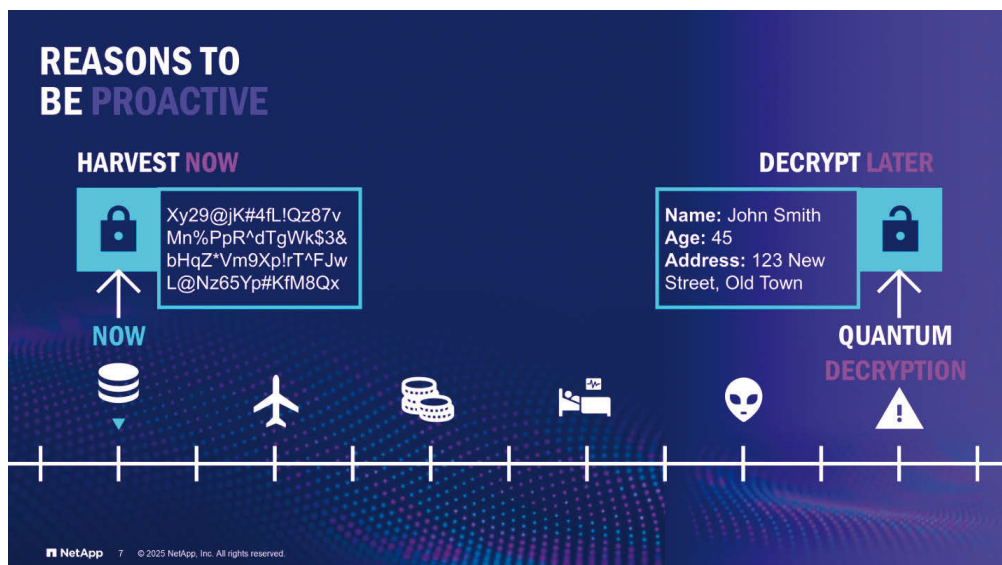 REASONS TO
BE PROACTIVE
HARVEST NOW
Xy29@jK#4fL!Qz87v
Mn%PpR^dTgWk$3&
bHqZ*Vm9Xp!rT^FJw
L@Nz65Yp#KfM8Qx
NOW
DECRYPT LATER
Name: John Smith
Age: 45
Address: 123 New
Street, Old Town
QUANTUM
DECRYPTION
!
NetApp 7 © 2025 NetApp, Inc. All rights reserved.